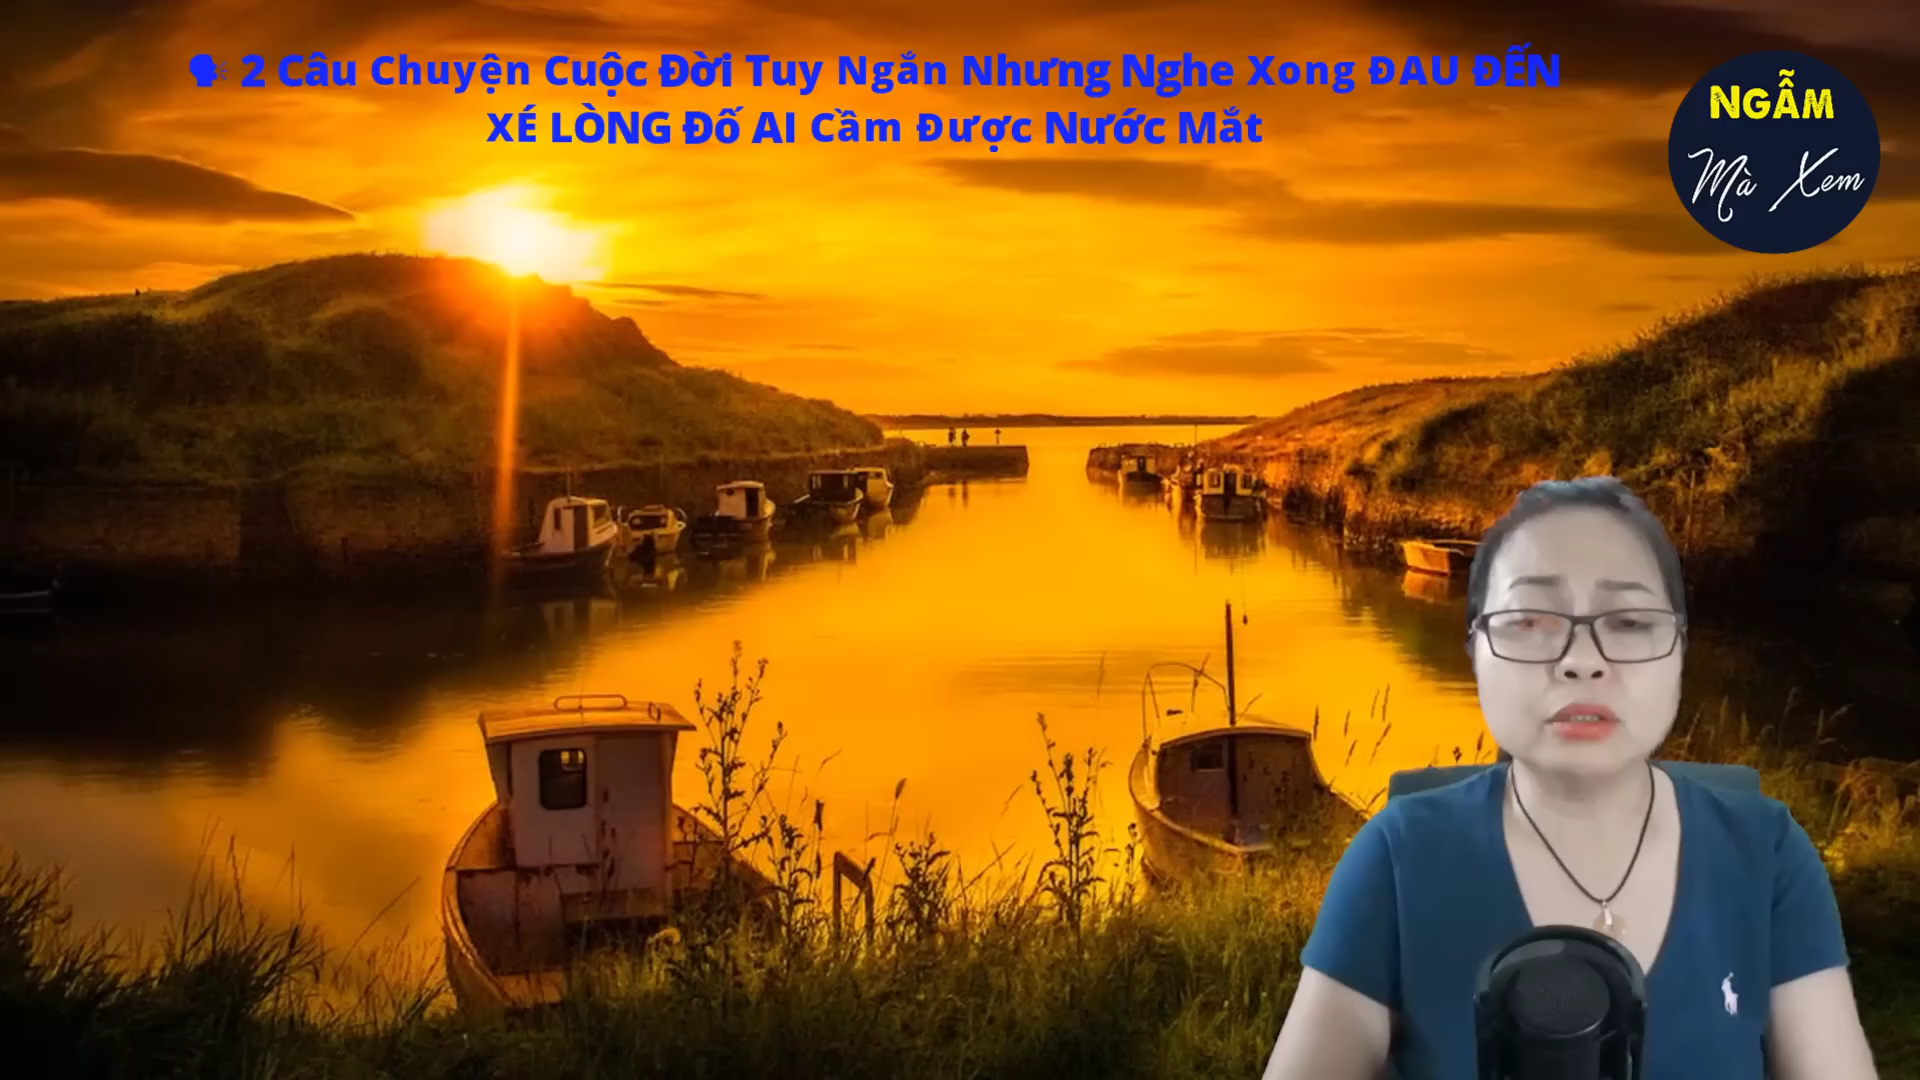 🗣 2 Câu Chuyện Cuộc Đời Tuy Ngắn Nhưng Nghe Xong ĐAU ĐẾN
XÉ LÒNG Đố AI Cầm Được Nước Mắt
NGẪM
Mà Xem